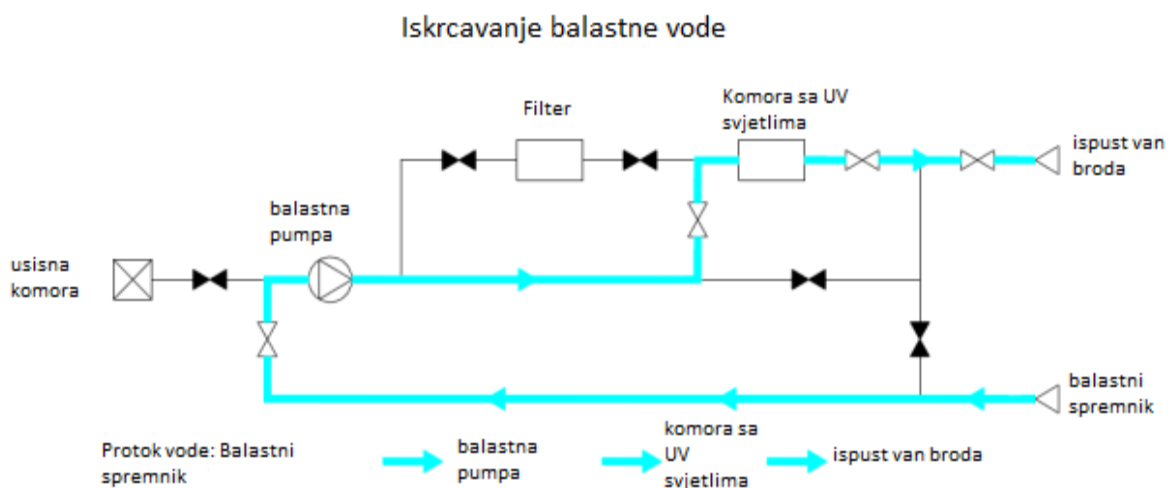 Iskrcavanje balastne vode
Filter
Komora sa UV
svjetlima
ispust van
broda
balastna
pumpa
usisna
komora
balastni
spremnik
Protok vode: Balastni
spremnik
balastna
pumpa
komora sa
UV
svjetlima
ispust van broda